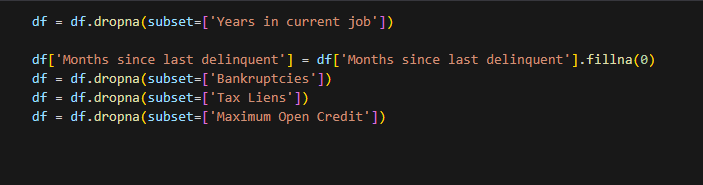 df = df.dropna(subset=['Years in current job'])
df['Months since last delinquent'] = df['Months since last delinquent'].fillna(0)
df = df.dropna(subset=['Bankruptcies'])
df = df.dropna(subset=['Tax Liens'])
df = df.dropna(subset=['Maximum Open Credit'])